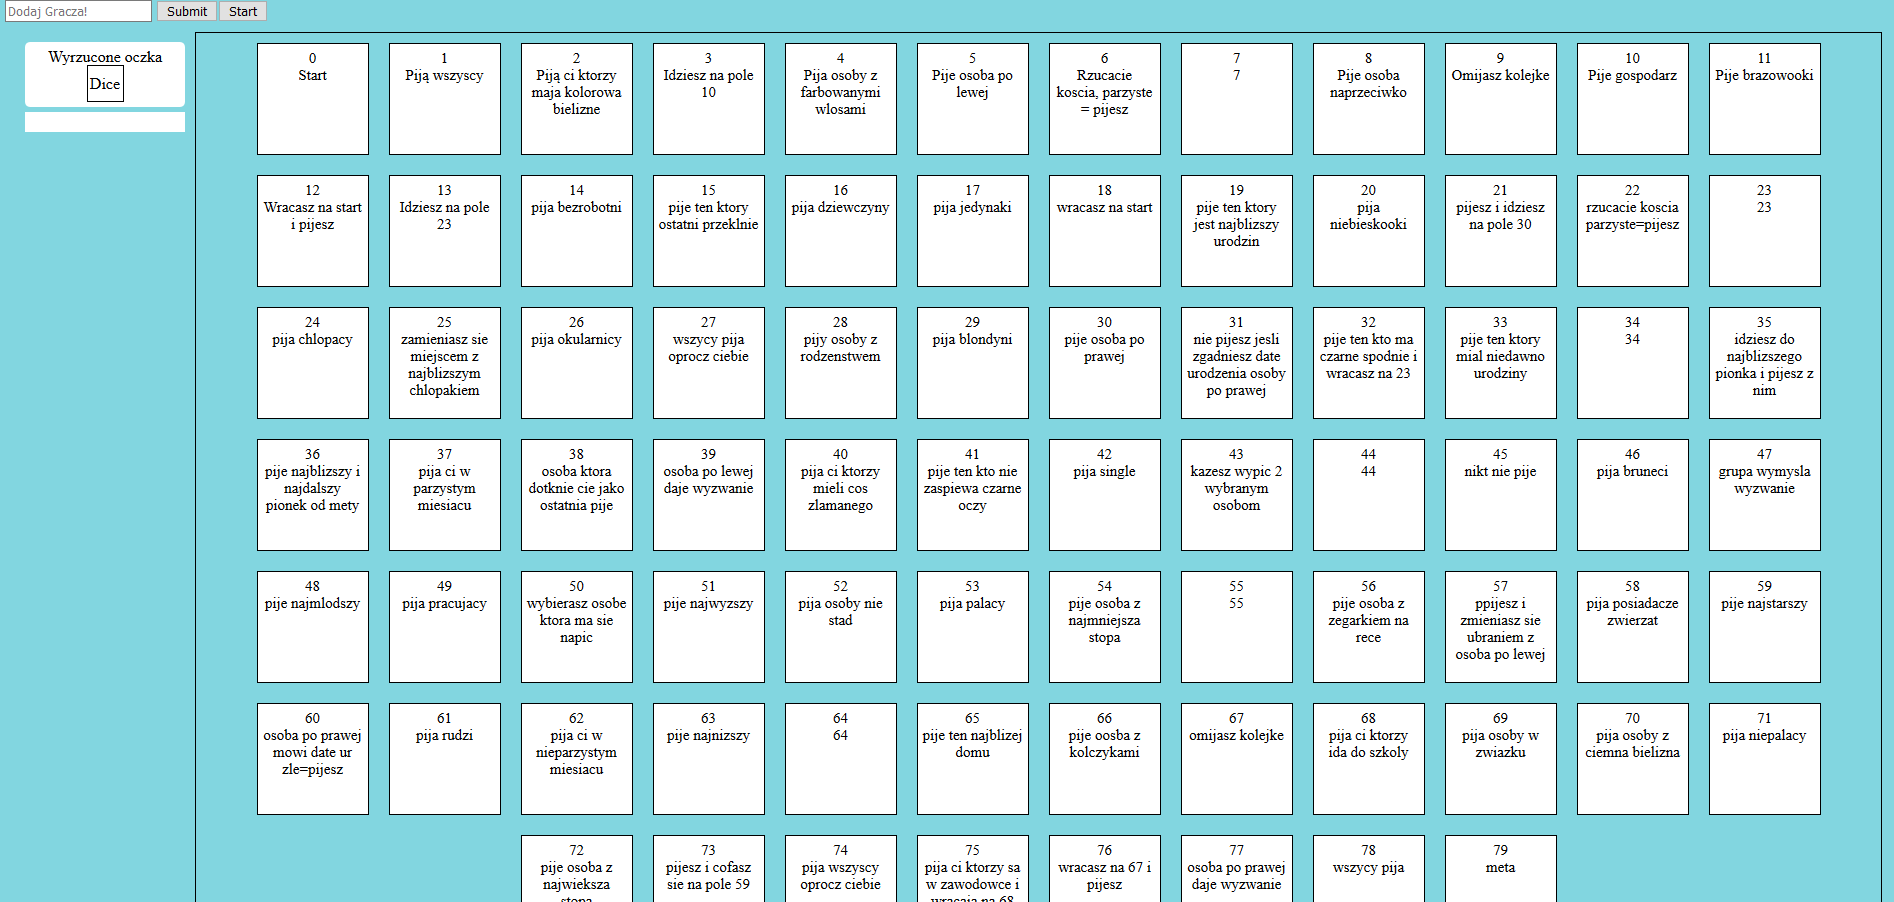 Dodaj Gracza!
Submit
Start
Wyrzucone oczka
Dice
0
Start
1
Piją wszyscy
2
Piją ci ktorzy
maja kolorowa
bielizne
3
Idziesz na pole
10
4
Pija osoby z
farbowanymi
wlosami
5
Pije osoba po
lewej
6
Rzucacie
koscia, parzyste
= pijesz
7
7
8
Pije osoba
naprzeciwko
9
Omijasz kolejke
10
Pije gospodarz
11
Pije brazowooki
12
Wracasz na start
i pijesz
13
Idziesz na pole
23
14
pija bezrobotni
15
pije ten ktory
ostatni przeklnie
16
pija dziewczyny
17
pija jedynaki
18
wracasz na start
19
pije ten ktory
jest najblizszy
urodzin
20
pija
niebieskooki
21
pijesz i idziesz
na pole 30
22
rzucacie koscia
parzyste=pijesz
23
23
24
pija chlopacy
25
zamieniasz sie
miejscem z
najblizszym
chlopakiem
26
pija okularnicy
27
wszycy pija
oprocz ciebie
28
pijy osoby z
rodzenstwem
29
pija blondyni
30
pije osoba po
prawej
31
nie pijesz jesli
zgadniesz date
urodzenia osoby
po prawej
32
pije ten kto ma
czarne spodnie i
wracasz na 23
33
pije ten ktory
mial niedawno
urodziny
34
34
35
idziesz do
najblizszego
pionka i pijesz z
nim
36
pije najblizszy i
najdalszy
pionek od mety
37
pija ci w
parzystym
miesiacu
38
osoba ktora
dotknie cie jako
ostatnia pije
39
osoba po lewej
daje wyzwanie
40
pija ci ktorzy
mieli cos
zlamanego
41
pije ten kto nie
zaspiewa czarne
oczy
42
pija single
43
kazesz wypic 2
wybranym
osobom
44
44
45
nikt nie pije
46
pija bruneci
47
grupa wymysla
wyzwanie
48
pije najmlodszy
49
pija pracujacy
50
wybierasz osobe
ktora ma sie
napic
51
pije najwyzszy
52
pija osoby nie
stad
53
pija palacy
54
pije osoba z
najmniejsza
stopa
55
55
56
pije osoba z
zegarkiem na
rece
57
ppijesz i
zmieniasz sie
ubraniem z
osoba po lewej
58
pija posiadacze
zwierzat
59
pije najstarszy
60
osoba po prawej
mowi date ur
zle=pijesz
61
pija rudzi
62
pija ci w
nieparzystym
miesiacu
63
pije najnizszy
64
64
65
pije ten najblizej
domu
66
pije oosba z
kolczykami
67
omijasz kolejke
68
pija ci ktorzy
ida do szkoly
69
pija osoby w
zwiazku
70
pija osoby z
ciemna bielizna
71
pija niepalacy
72
pije osoba z
najwieksza
stopa
73
pijesz i cofasz
sie na pole 59
74
pija wszyscy
oprocz ciebie
75
pija ci ktorzy sa
w zawodowce i
wracaja na 68
76
wracasz na 67 i
pijesz
77
osoba po prawej
daje wyzwanie
78
wszycy pija
79
meta